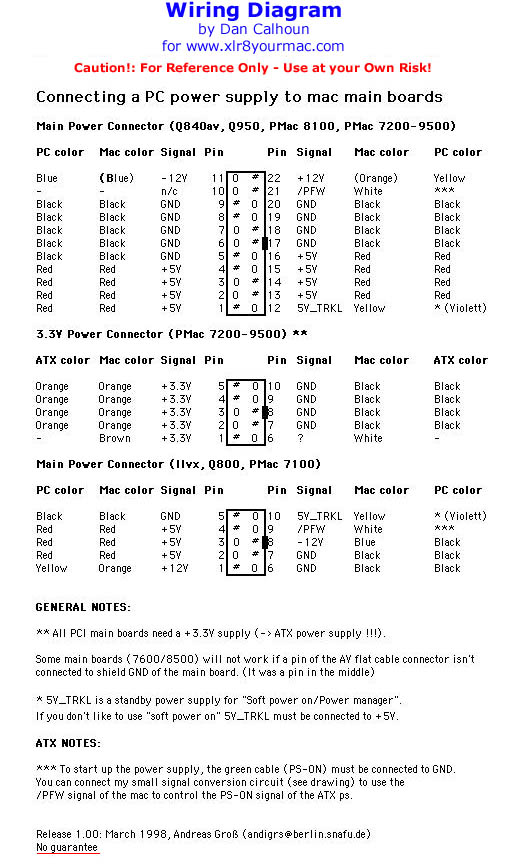 Wiring Diagram
by Dan Calhoun
for www.xlr8yourmac.com
Caution!: For Reference Only - Use at your Own Risk!
Connecting a PC power supply to mac main boards
Main Power Connector (Q840av, Q950, PMac 8100, PMac 7200-9500)
PC color Mac color Signal Pin Pin Signal Mac color PC color
Blue (Blue) -12V 11 0 # 22 +12V (Orange) Yellow
- - n/c 10 0 # 21 /PFW White ***
Black Black GND 9 # 0 20 GND Black Black
Black Black GND 8 # 0 19 GND Black Black
Black Black GND 7 0 # 18 GND Black Black
Black Black GND 6 0 # 17 GND Black Black
Black Black GND 5 # 0 16 +5V Red Red
Red Red +5V 4 # 0 15 +5V Red Red
Red Red +5V 3 0 # 14 +5V Red Red
Red Red +5V 2 0 # 13 +5V Red Red
Red Red +5V 1 # 0 12 5V_TRKL Yellow * (Violett)
3.3V Power Connector (PMac 7200-9500) **
ATX color Mac color Signal Pin Pin Signal Mac color ATX color
Orange Orange +3.3V 5 # 0 10 GND Black Black
Orange Orange +3.3V 4 # 0 9 GND Black Black
Orange Orange +3.3V 3 0 # 8 GND Black Black
Orange Orange +3.3V 2 0 # 7 GND Black Black
- Brown +3.3V 1 # 0 6 ? White -
Main Power Connector (IIvx, Q800, PMac 7100)
PC color Mac color Signal Pin Pin Signal Mac color PC color
Black Black GND 5 # 0 10 5V_TRKL Yellow * (Violett)
Red Red +5V 4 # 0 9 /PFW White ***
Red Red +5V 3 0 # 8 -12V Blue Black
Red Red +5V 2 0 # 7 GND Black Black
Yellow Orange +12V 1 # 0 6 GND Black Black
GENERAL NOTES:
** All PCI main boards need a +3.3V supply (-> ATX power supply !!!).
Some main boards (7600/8500) will not work if a pin of the AV flat cable connector isn't
connected to shield GND of the main board. (It was a pin in the middle)
* 5V_TRKL is a standby power supply for "Soft power on/Power manager".
If you don't like to use "soft power on" 5V_TRKL must be connected to +5V.
ATX NOTES:
*** To start up the power supply, the green cable (PS-ON) must be connected to GND.
You can connect my small signal conversion circuit (see drawing) to use the
/PFW signal of the mac to control the PS-ON signal of the ATX ps.
Release 1.00: March 1998, Andreas Groß (andigrs@berlin.snafu.de)
No guarantee